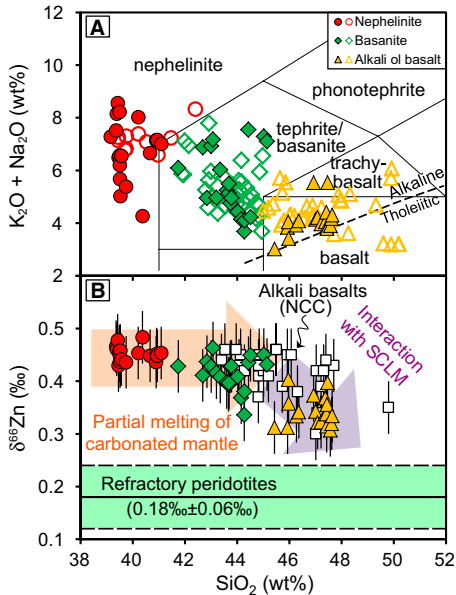 A
Nephelinite
Basanite
Alkali ol basalt
nephelinite
phonotephrite
tephrite/
basanite
trachy-
basalt
Alkaline
Tholeiitic
basalt
K₂O + Na₂O (wt%)
12
10
8
6
4
2
B
Alkali basalts
(NCC)
Interaction
with SCLM
Partial melting of
carbonated mantle
Refractory peridotites
(0.18‰±0.06‰)
δ⁶⁶Zn (‰)
0.5
0.4
0.3
0.2
0.1
38 40 42 44 46 48 50 52
SiO₂ (wt%)